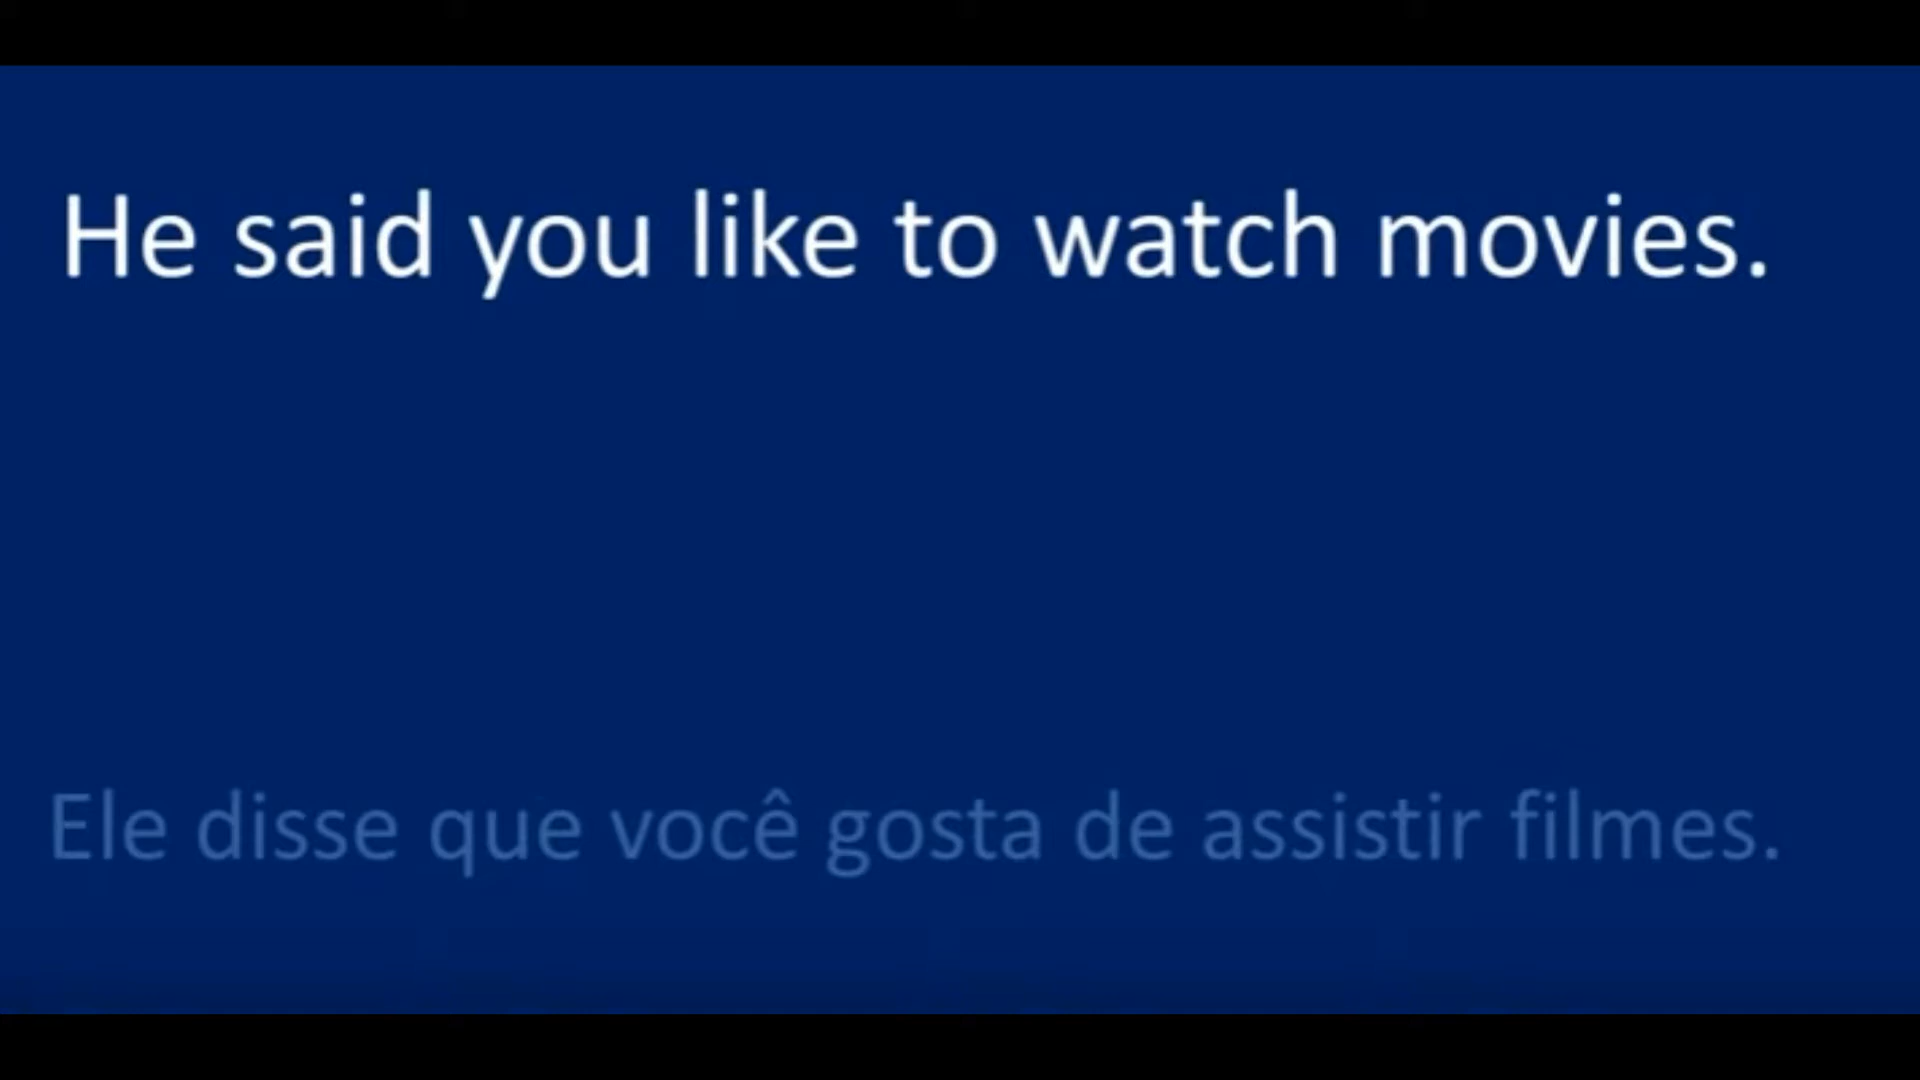 He said you like to watch movies.
Ele disse que você gosta de assistir filmes.